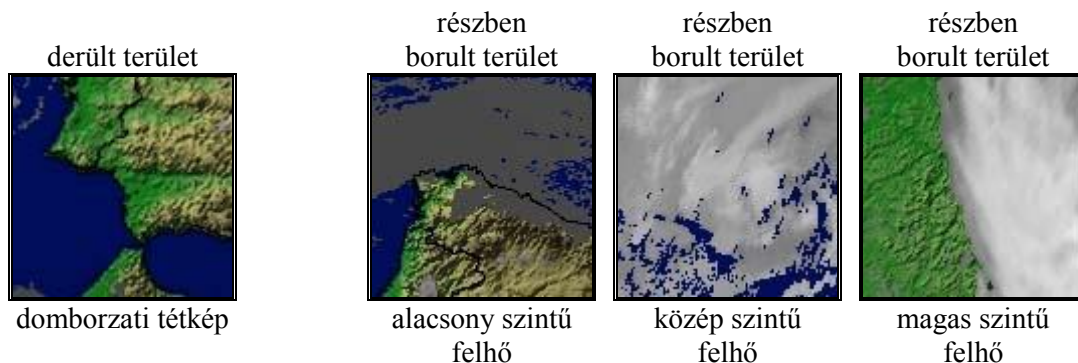 derült terület
részben
borult terület
részben
borult terület
részben
borult terület
domborzati tétkép
alacsony szintű
felhő
közép szintű
felhő
magas szintű
felhő